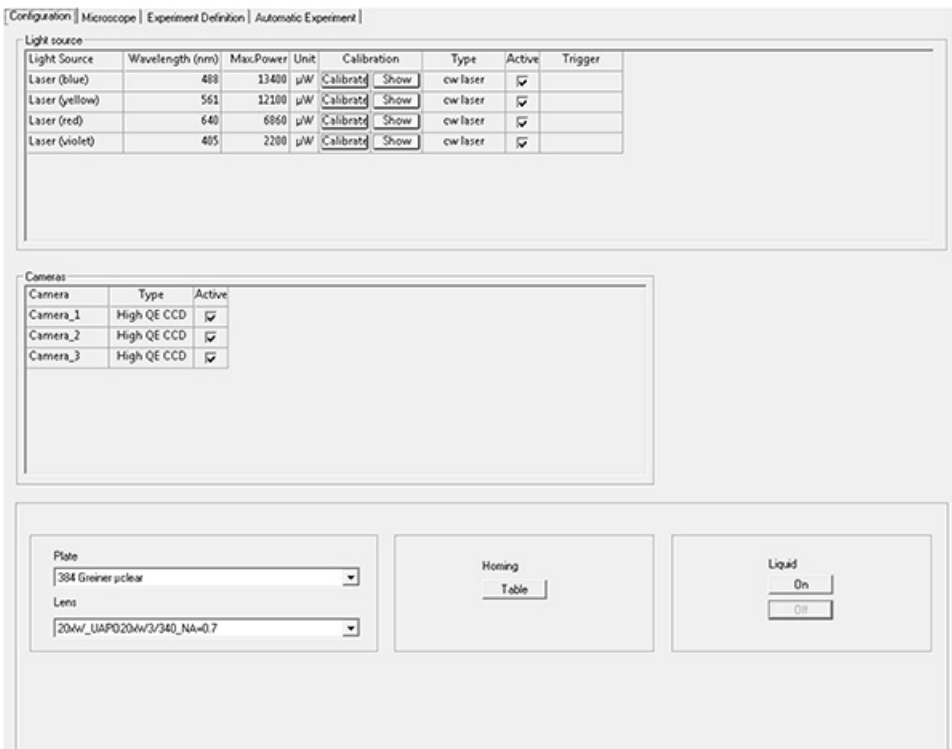 Configuration Microscope Experiment Definition Automatic Experiment
Light source
Light Source Wavelength (nm) Max.Power Unit Calibration Type Active Trigger
Laser (blue) 488 13400 µW Calibrate Show cw laser
Laser (yellow) 561 12100 µW Calibrate Show cw laser
Laser (red) 640 6860 µW Calibrate Show cw laser
Laser (violet) 405 2200 µW Calibrate Show cw laser
Cameras
Camera Type Active
Camera_1 High QE CCD
Camera_2 High QE CCD
Camera_3 High QE CCD
Plate
384 Greiner µclear
Lens
20xW_UAPO20xW3/340_NA=0.7
Homing
Table
Liquid
On
Off